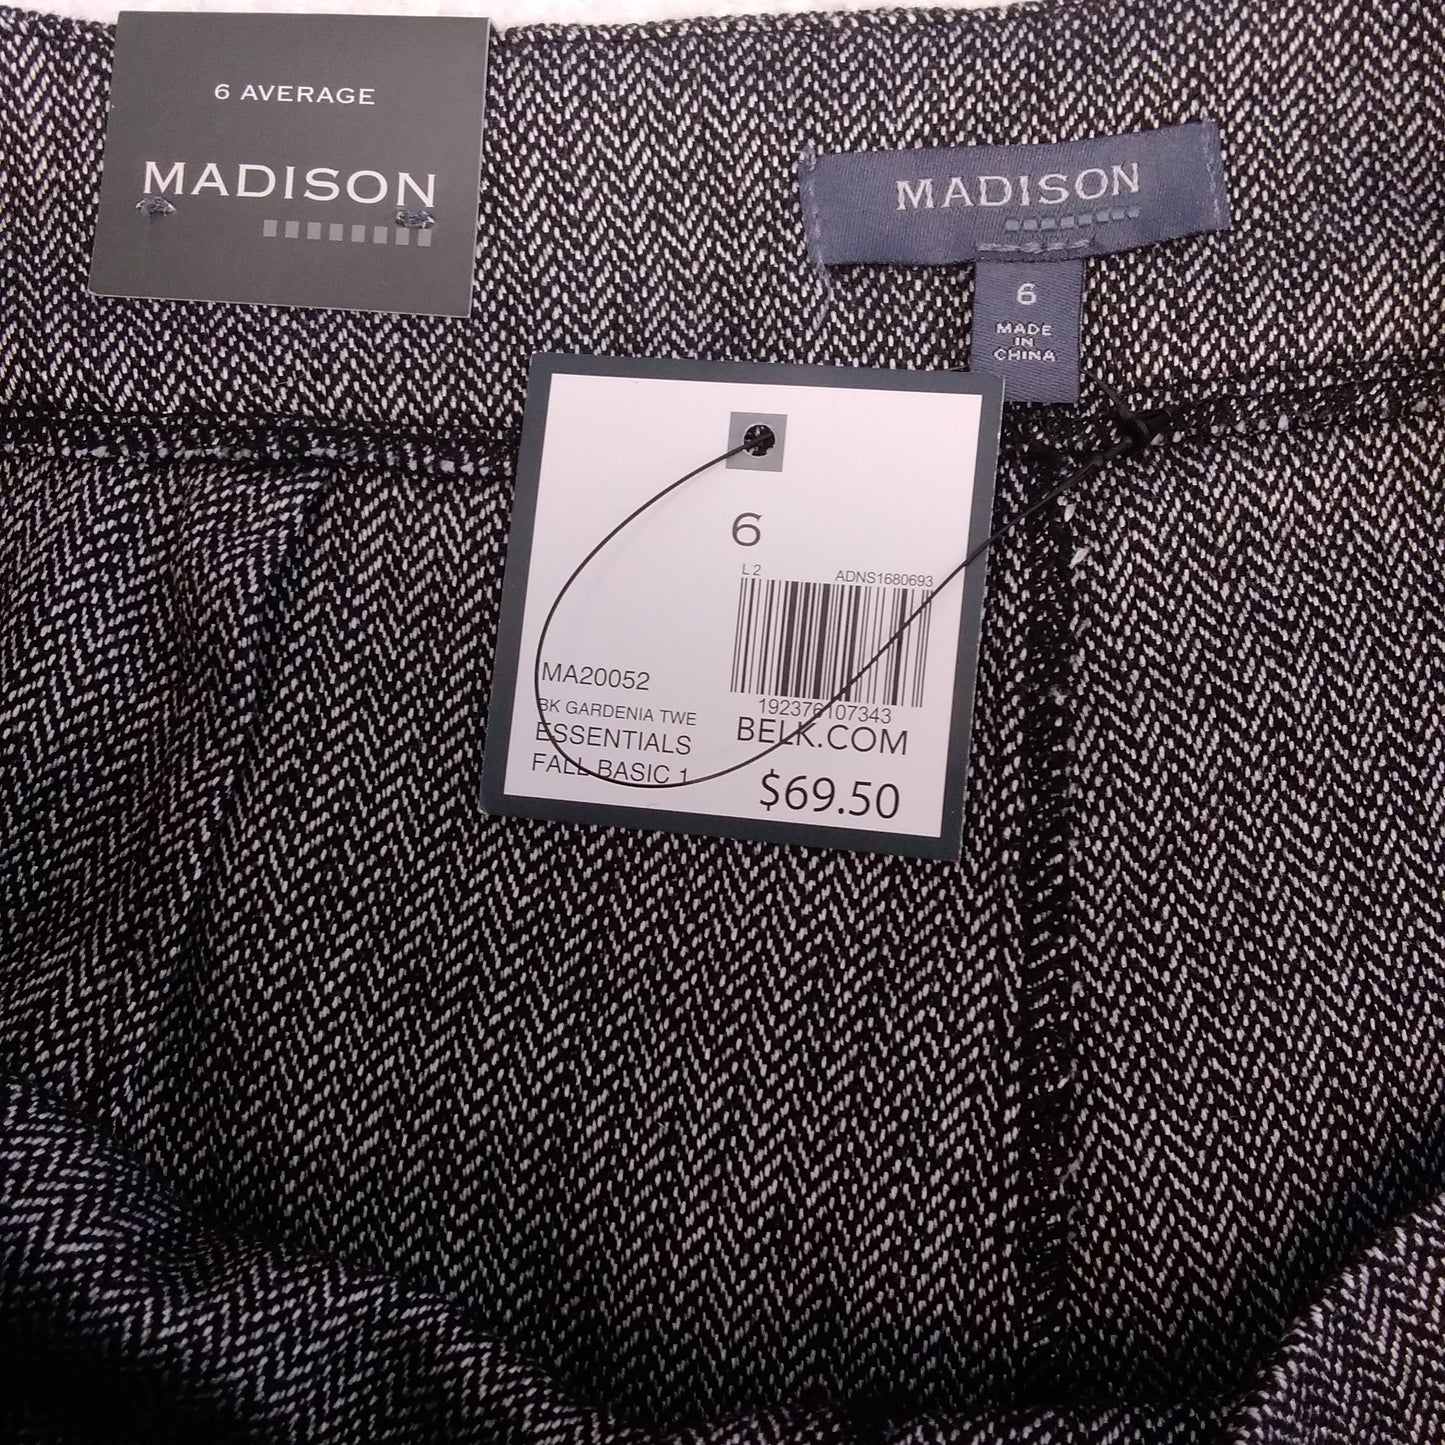 6 AVERAGE
MADISON
MADISON
6
MADE
IN
CHINA
6
L 2 ADNS1680693
192376107343
MA20052
BK GARDENIA TWE
ESSENTIALS
FALL BASIC 1
BELK.COM
$69.50